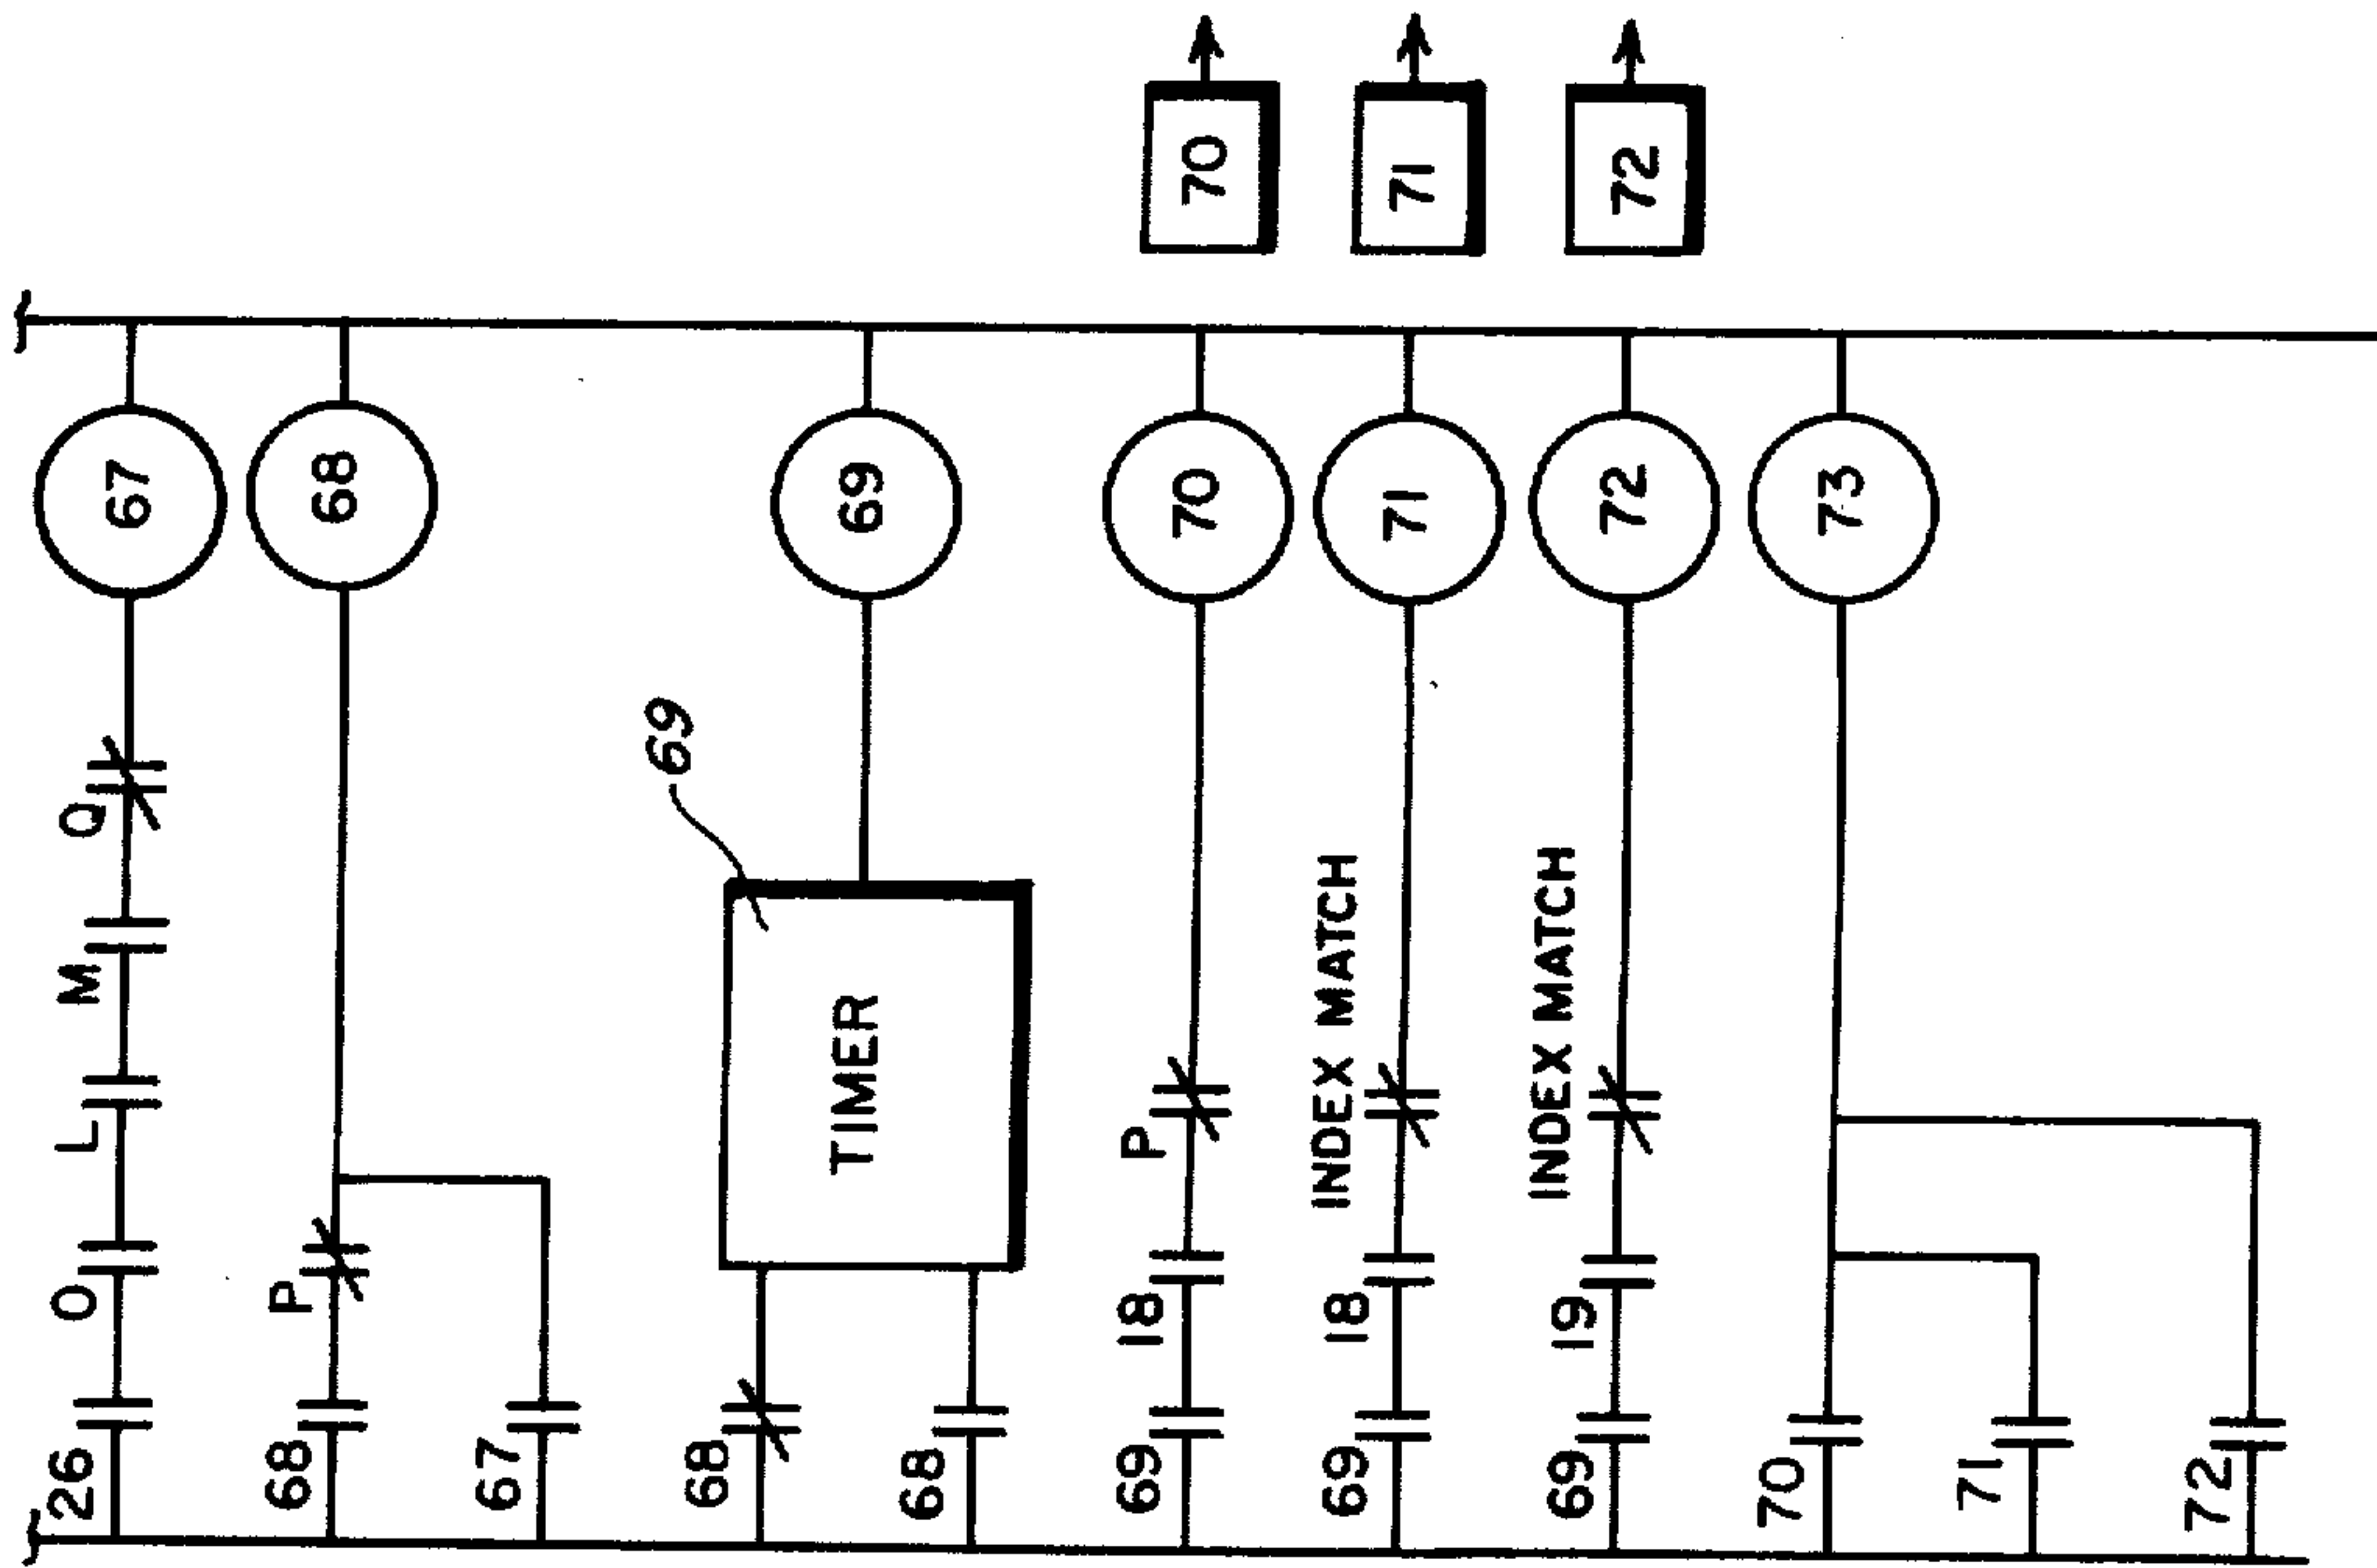 26 O L M Q 67
68 P 68
67
68 TIMER 69 69
68
69 18 P 70 70
69 18 INDEX MATCH 71 71
69 19 INDEX MATCH 72 72
70 73
71
72